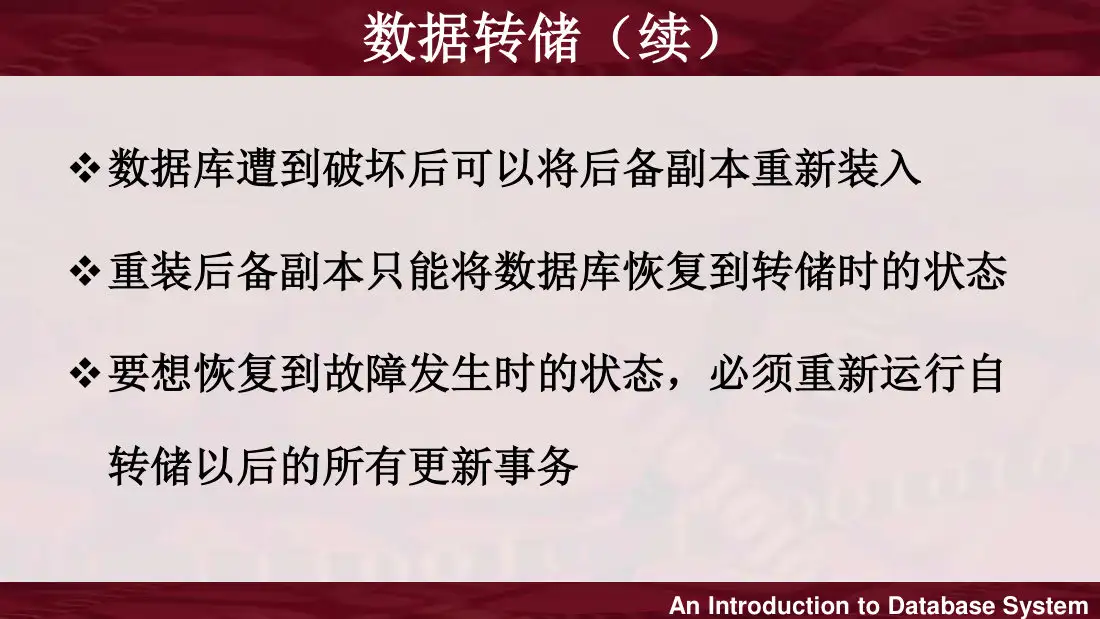 数据转储（续）
❖数据库遭到破坏后可以将后备副本重新装入
❖重装后备副本只能将数据库恢复到转储时的状态
❖要想恢复到故障发生时的状态，必须重新运行自
转储以后的所有更新事务
An Introduction to Database System